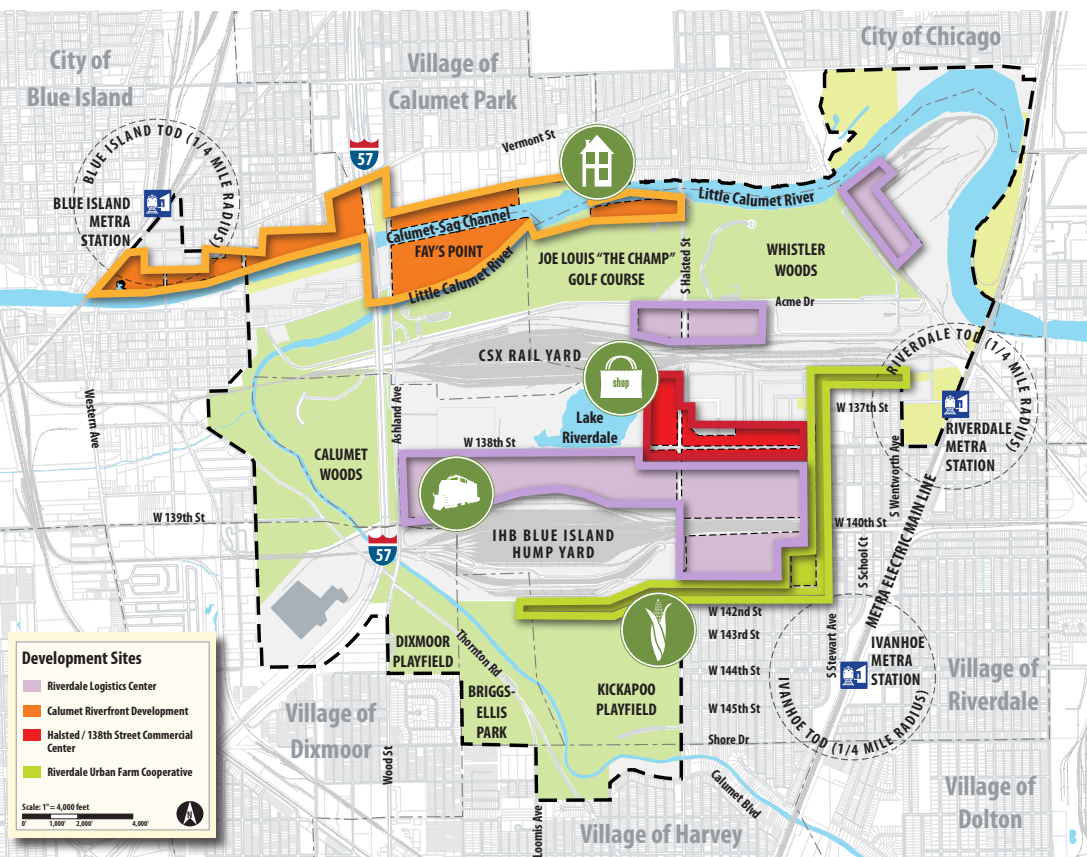 City of
Blue Island
Village of
Calumet Park
City of Chicago
BLUE ISLAND TOD (1/4 MILE RADIUS)
57
Vermont St
BLUE ISLAND
METRA
STATION
Little Calumet River
Calumet-Sag Channel
FAY'S POINT
Little Calumet River
JOE LOUIS "THE CHAMP"
GOLF COURSE
S Halsted St
WHISTLER
WOODS
Acme Dr
CSX RAIL YARD
RIVERDALE TOD (1/4 MILE RADIUS)
shop
Western Ave
Ashland Ave
Lake
Riverdale
W 137th St
W 138th St
RIVERDALE
METRA
STATION
CALUMET
WOODS
S Wentworth Ave
W 139th St
W 140th St
IHB BLUE ISLAND
HUMP YARD
57
S School Ct
METRA ELECTRIC MAIN LINE
W 142nd St
W 143rd St
S Stewart Ave
DIXMOOR
PLAYFIELD
Thornton Rd
IVANHOE
METRA
STATION
W 144th St
BRIGGS-
ELLIS
PARK
KICKAPOO
PLAYFIELD
W 145th St
IVANHOE TOD (1/4 MILE RADIUS)
Village of
Riverdale
Village of
Dixmoor
Shore Dr
Wood St
Calumet Blvd
Loomis Ave
Village of Harvey
Village of
Dolton
Development Sites
Riverdale Logistics Center
Calumet Riverfront Development
Halsted / 138th Street Commercial
Center
Riverdale Urban Farm Cooperative
Scale: 1" = 4,000 feet
0' 1,000' 2,000' 4,000'
N